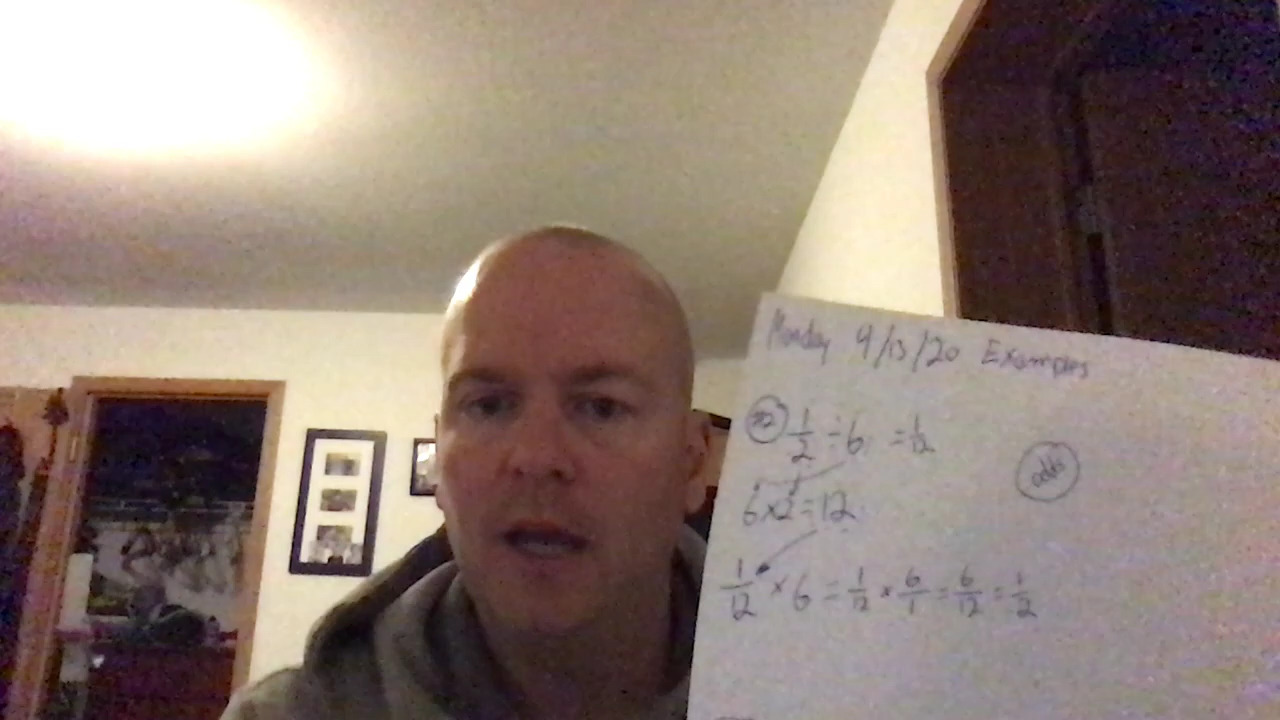 Monday 4/13/20 Examples
#2 1/2 ÷ 6 = 1/12
odds
6x2=12
1/12 x 6 = 1/12 x 6/1 = 6/12 = 1/2